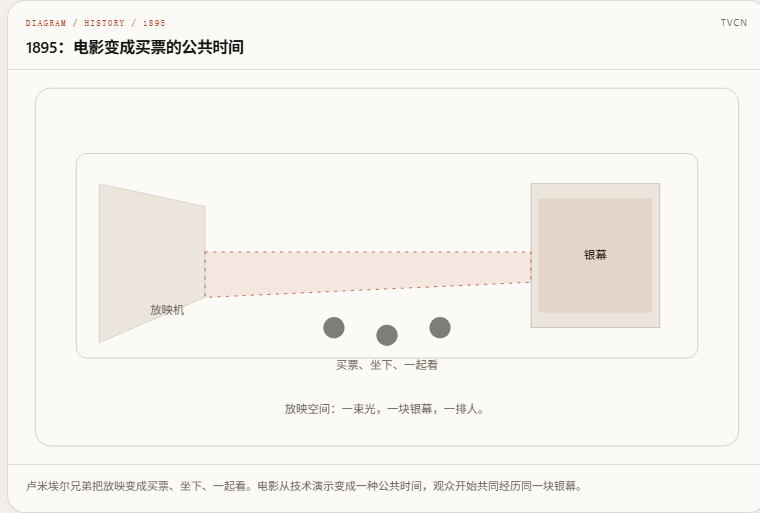 DIAGRAM / HISTORY / 1895
TVCN
1895：电影变成买票的公共时间
银幕
放映机
买票、坐下、一起看
放映空间：一束光，一块银幕，一排人。
卢米埃尔兄弟把放映变成买票、坐下、一起看。电影从技术演示变成一种公共时间，观众开始共同经历同一块银幕。